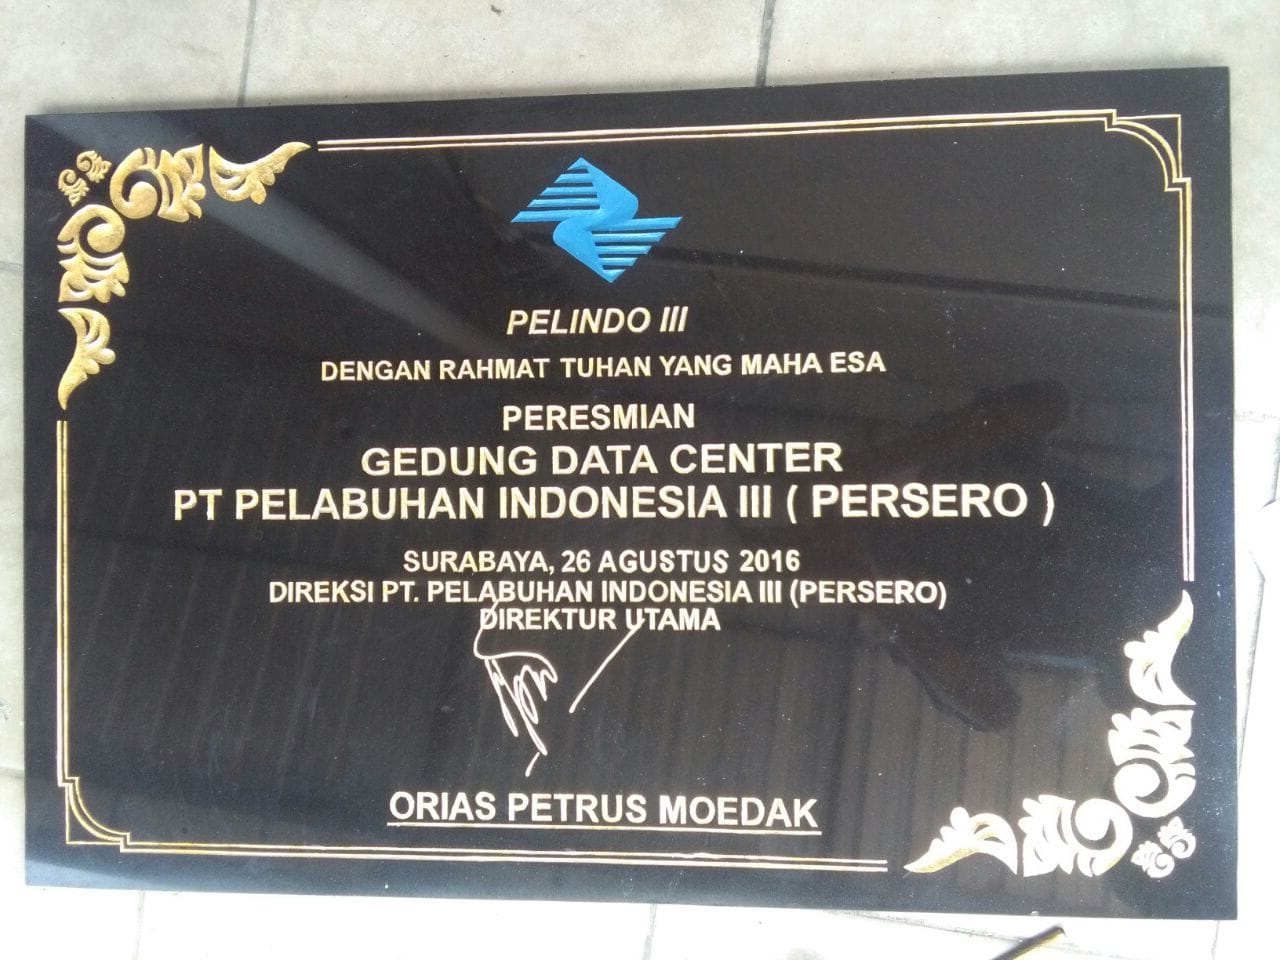 PELINDO III
DENGAN RAHMAT TUHAN YANG MAHA ESA
PERESMIAN
GEDUNG DATA CENTER
PT PELABUHAN INDONESIA III ( PERSERO )
SURABAYA, 26 AGUSTUS 2016
DIREKSI PT. PELABUHAN INDONESIA III (PERSERO)
DIREKTUR UTAMA
ORIAS PETRUS MOEDAK